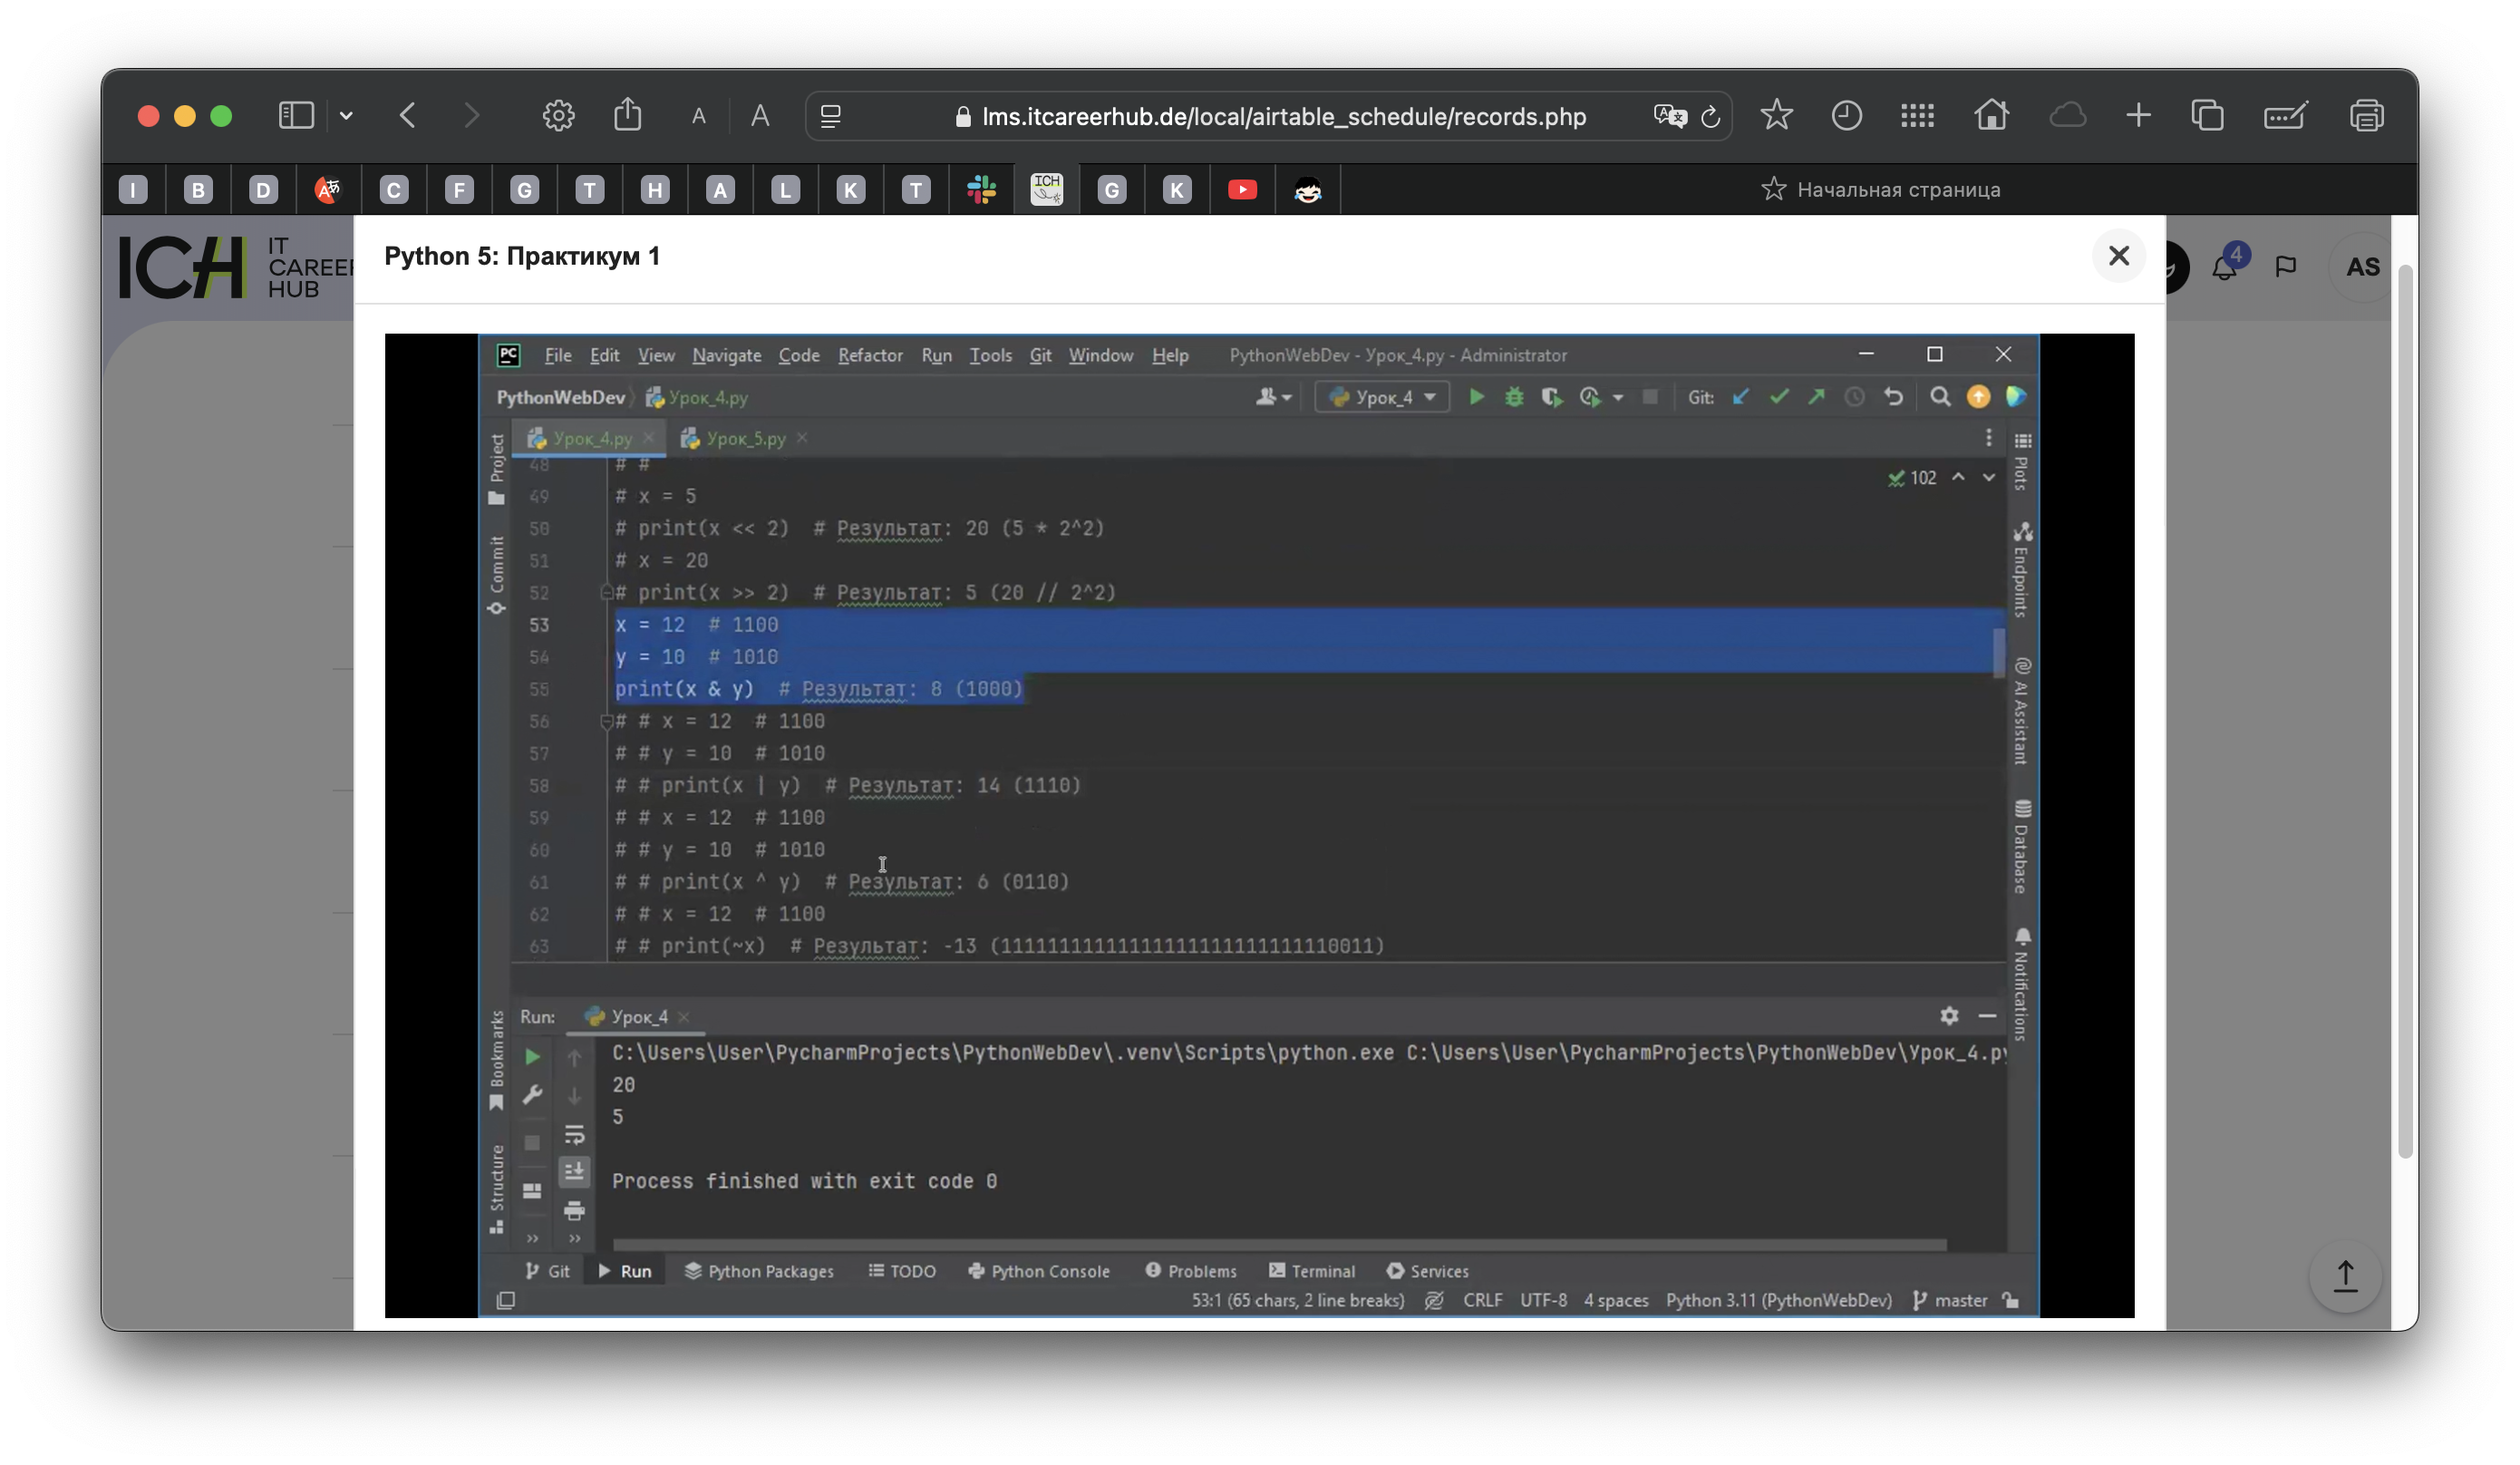 lms.itcareerhub.de/local/airtable_schedule/records.php
A A
I B D C F G T H A L K T ICH G K Начальная страница
ICH IT CAREER HUB
Python 5: Практикум 1
4 AS
PC File Edit View Navigate Code Refactor Run Tools Git Window Help PythonWebDev - Урок_4.py - Administrator
PythonWebDev Урок_4.py Урок_4 Git:
Урок_4.py Урок_5.py
102
48 # #
49 # x = 5
50 # print(x << 2)  # Результат: 20 (5 * 2^2)
51 # x = 20
52 # print(x >> 2)  # Результат: 5 (20 // 2^2)
53 x = 12  # 1100
54 y = 10  # 1010
55 print(x & y)  # Результат: 8 (1000)
56 # # x = 12  # 1100
57 # # y = 10  # 1010
58 # # print(x | y)  # Результат: 14 (1110)
59 # # x = 12  # 1100
60 # # y = 10  # 1010
61 # # print(x ^ y)  # Результат: 6 (0110)
62 # # x = 12  # 1100
63 # # print(~x)  # Результат: -13 (11111111111111111111111111110011)
Project
Commit
Bookmarks
Structure
Plots
Endpoints
AI Assistant
Database
Notifications
Run: Урок_4
C:\Users\User\PycharmProjects\PythonWebDev\.venv\Scripts\python.exe C:\Users\User\PycharmProjects\PythonWebDev\Урок_4.py
20
5
Process finished with exit code 0
Git Run Python Packages TODO Python Console Problems Terminal Services
53:1 (65 chars, 2 line breaks) CRLF UTF-8 4 spaces Python 3.11 (PythonWebDev) master